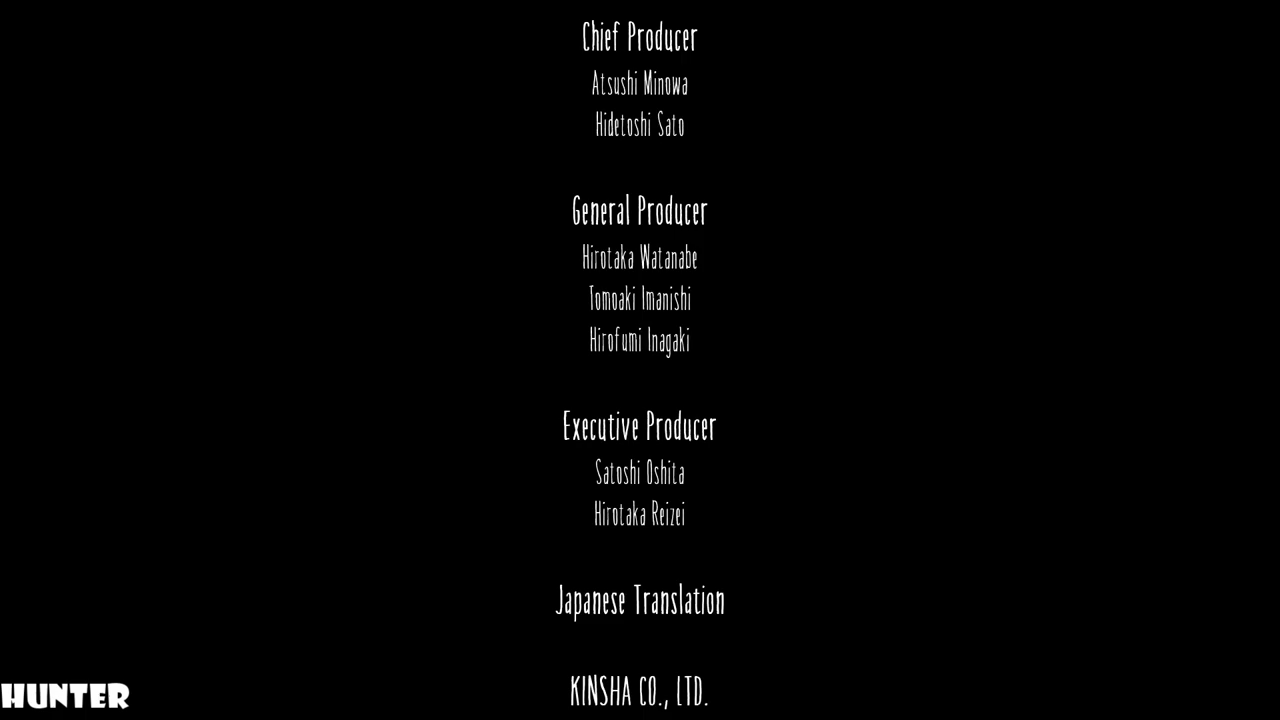 Chief Producer
Atsushi Minowa
Hidetoshi Sato
General Producer
Hirotaka Watanabe
Tomoaki Imanishi
Hirofumi Inagaki
Executive Producer
Satoshi Oshita
Hirotaka Reizei
Japanese Translation
KINSHA CO., LTD.
HUNTER